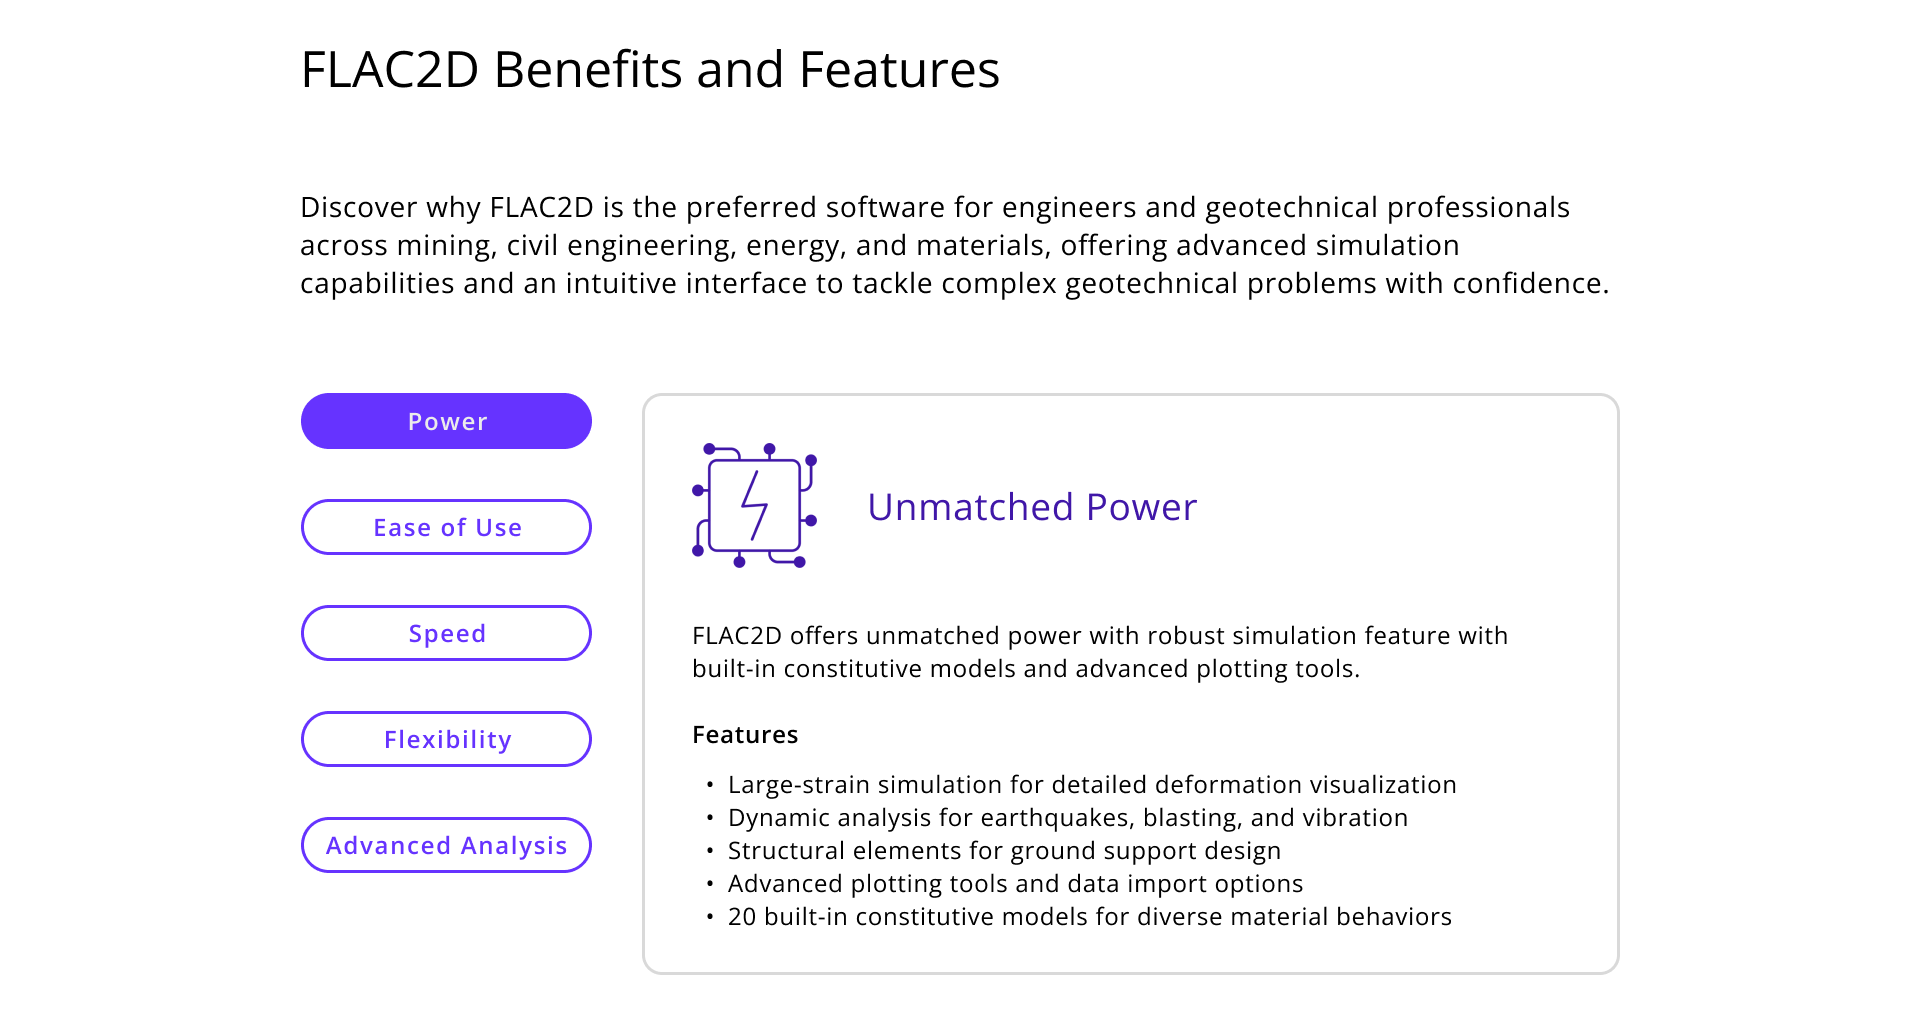 FLAC2D Benefits and Features
Discover why FLAC2D is the preferred software for engineers and geotechnical professionals
across mining, civil engineering, energy, and materials, offering advanced simulation
capabilities and an intuitive interface to tackle complex geotechnical problems with confidence.
Power
Ease of Use
Speed
Flexibility
Advanced Analysis
Unmatched Power
FLAC2D offers unmatched power with robust simulation feature with
built-in constitutive models and advanced plotting tools.
Features
• Large-strain simulation for detailed deformation visualization
• Dynamic analysis for earthquakes, blasting, and vibration
• Structural elements for ground support design
• Advanced plotting tools and data import options
• 20 built-in constitutive models for diverse material behaviors